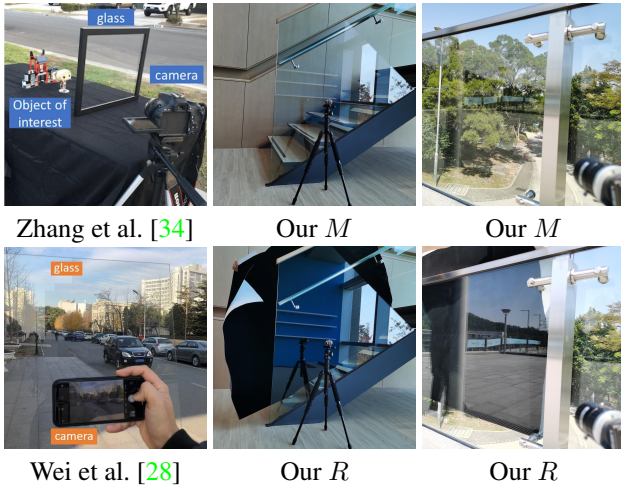 glass
camera
Object of
interest
Zhang et al. [34]
Our M
Our M
glass
camera
Wei et al. [28]
Our R
Our R